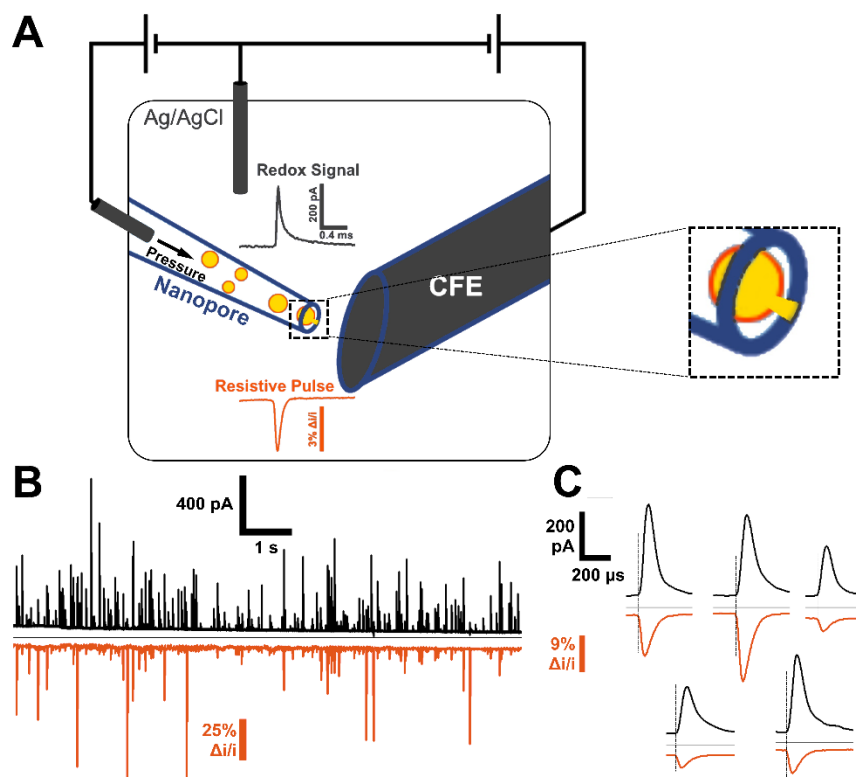 A
Ag/AgCl
Redox Signal
200 pA
0.4 ms
Pressure
Nanopore
CFE
Resistive Pulse
3% Δi/i
B
400 pA
1 s
25%
Δi/i
C
200
pA
200 µs
9%
Δi/i